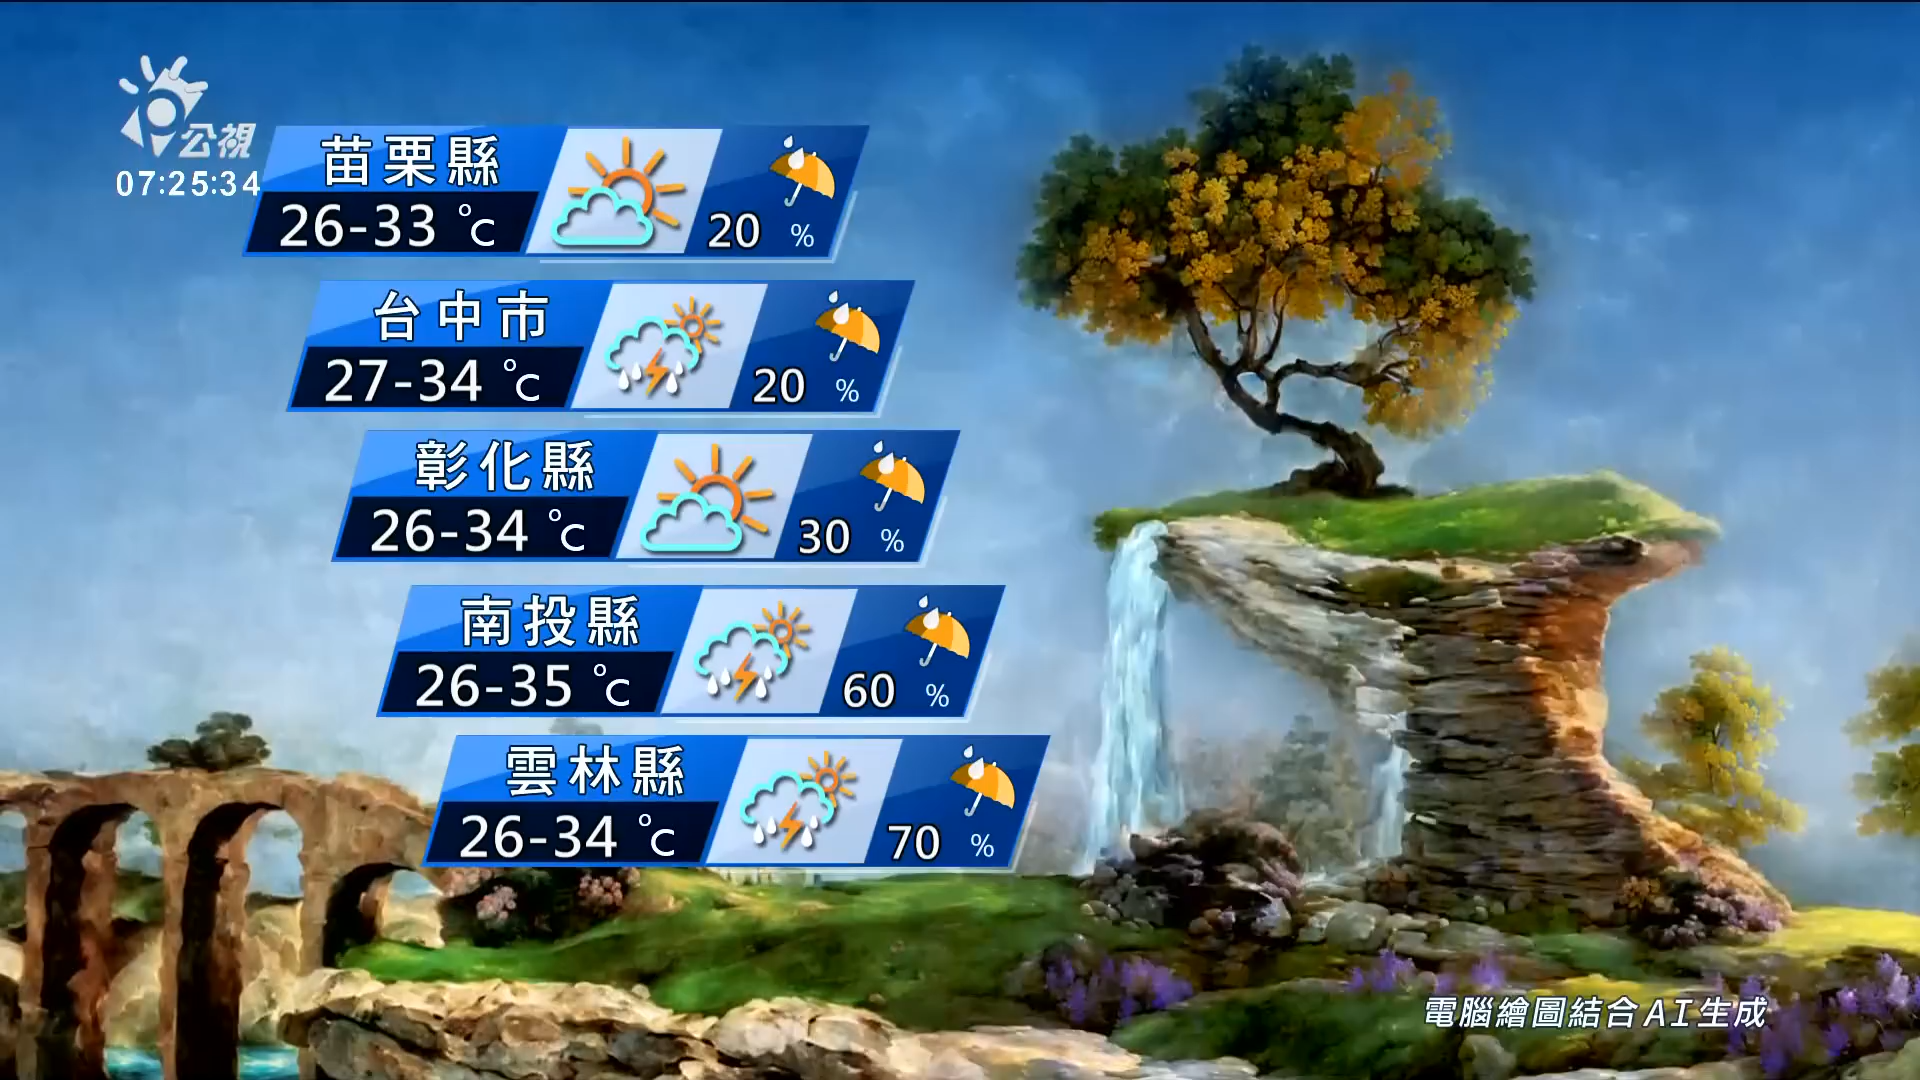 公視
07:25:34
苗栗縣
26-33 °C
20 %
台中市
27-34 °C
20 %
彰化縣
26-34 °C
30 %
南投縣
26-35 °C
60 %
雲林縣
26-34 °C
70 %
電腦繪圖結合AI生成